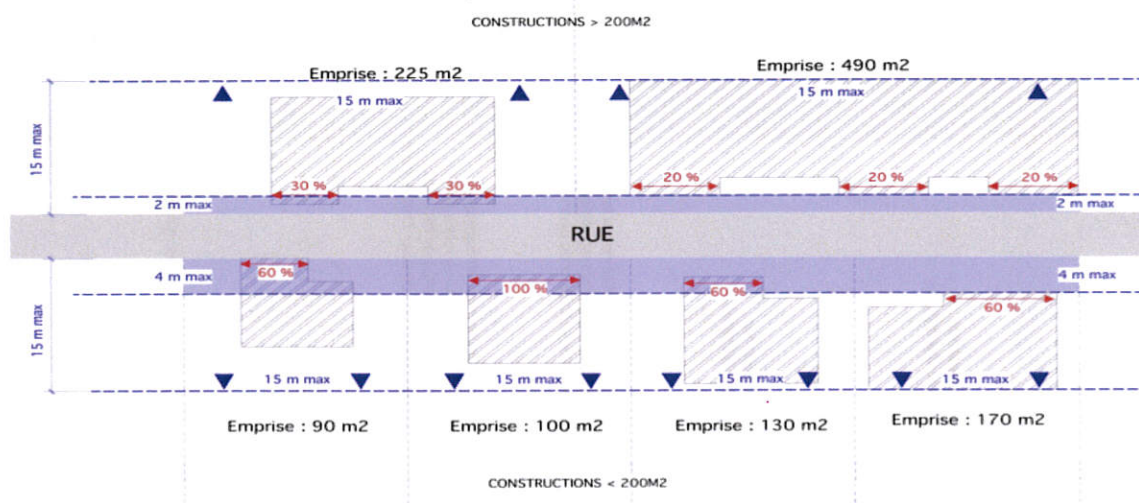 CONSTRUCTIONS > 200M2
Emprise : 225 m2
Emprise : 490 m2
15 m max
15 m max
15 m max
30 %
30 %
20 %
20 %
20 %
2 m max
2 m max
RUE
4 m max
4 m max
60 %
100 %
60 %
60 %
15 m max
15 m max
15 m max
15 m max
15 m max
Emprise : 90 m2
Emprise : 100 m2
Emprise : 130 m2
Emprise : 170 m2
CONSTRUCTIONS < 200M2